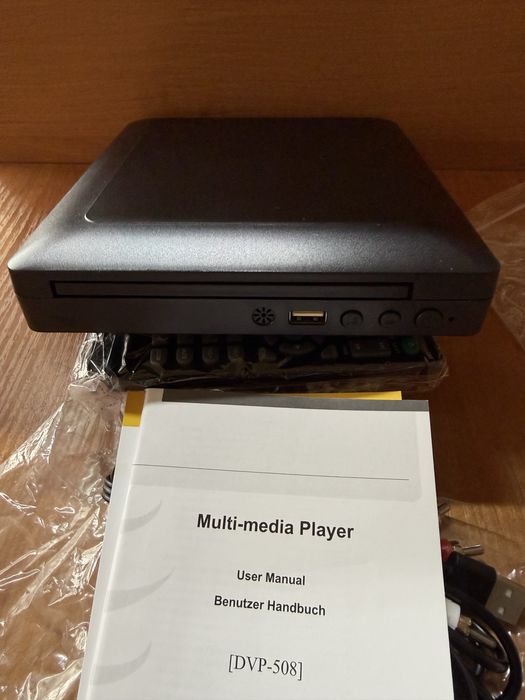 Multi-media Player
User Manual
Benutzer Handbuch
[DVP-508]